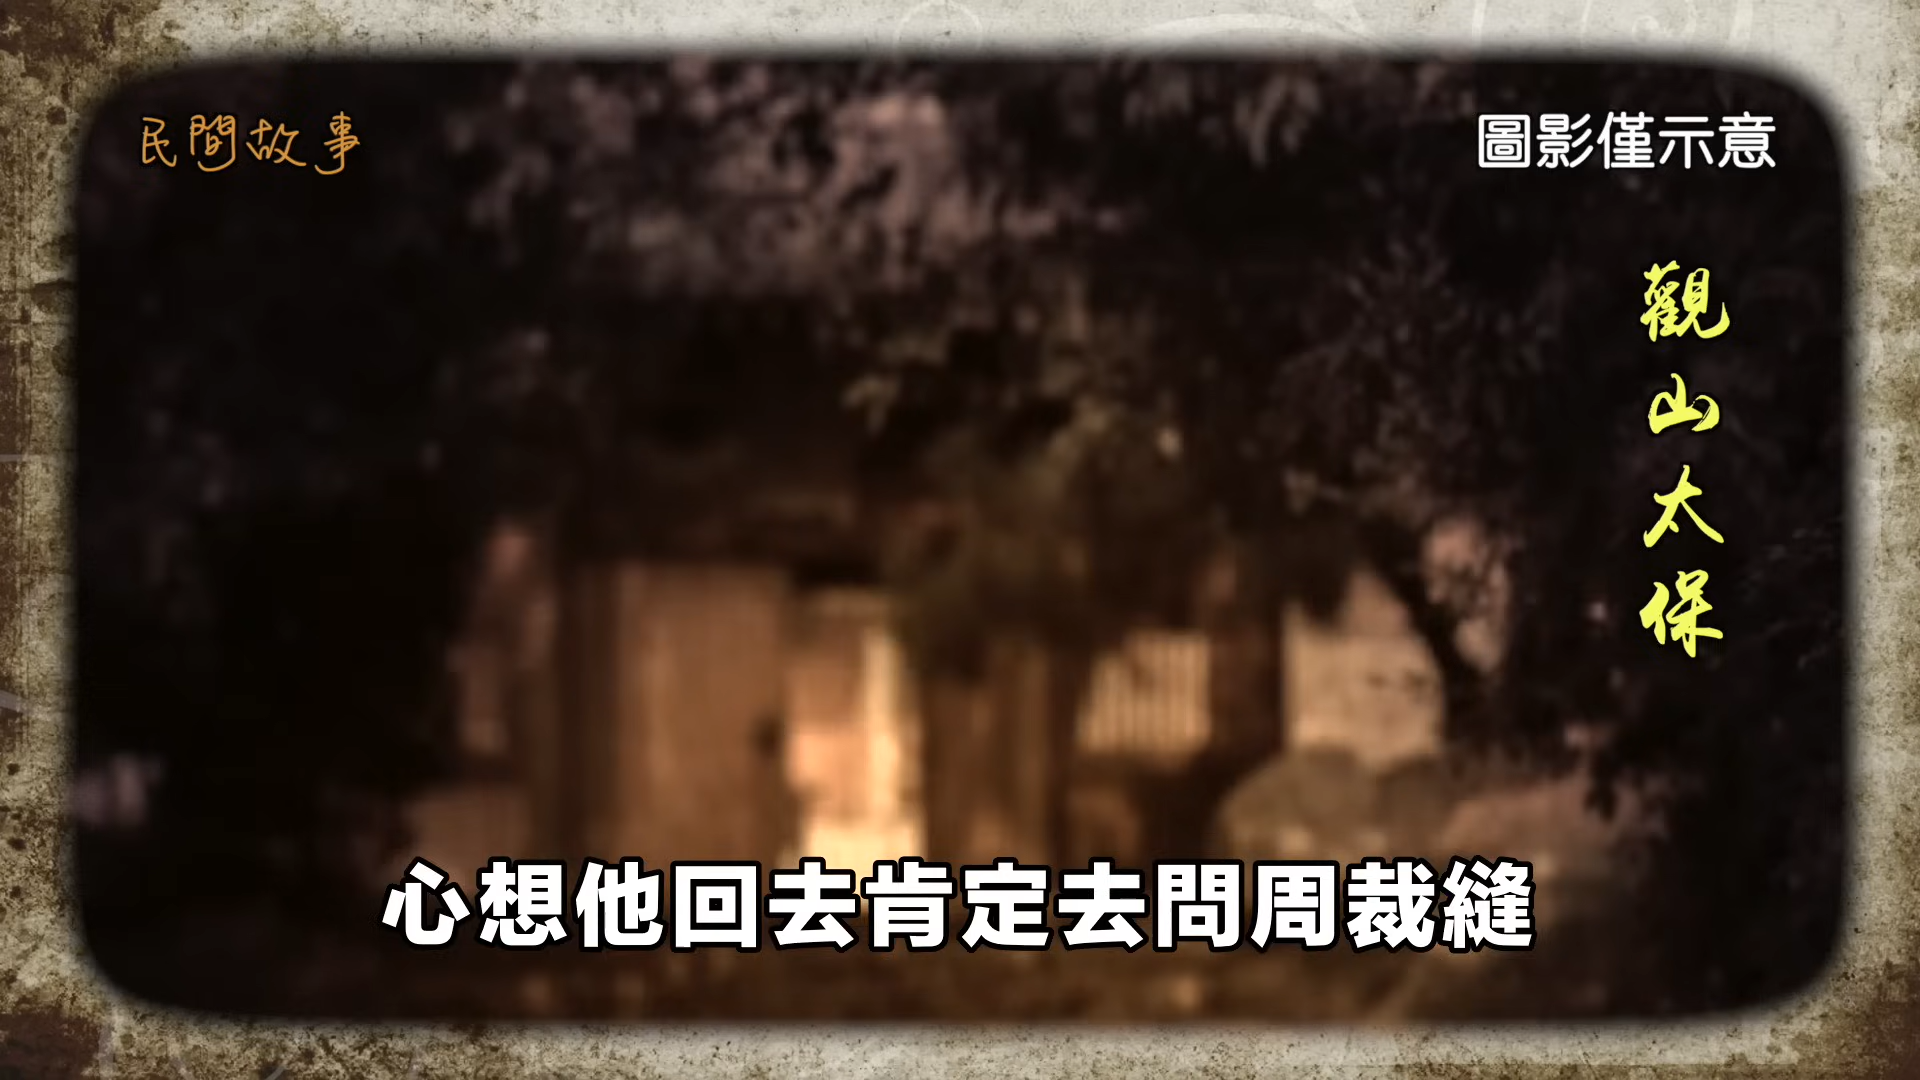 民間故事
圖影僅示意
觀山太保
心想他回去肯定去問周裁縫